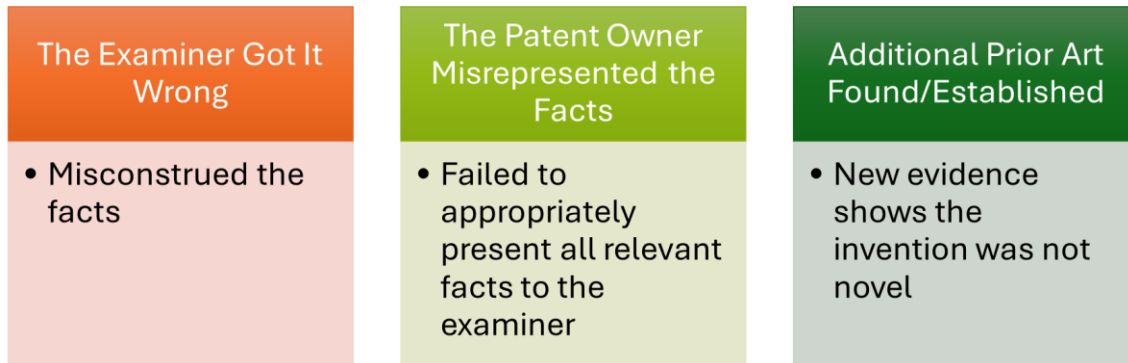 The Examiner Got It
Wrong
• Misconstrued the
facts
The Patent Owner
Misrepresented the
Facts
• Failed to
appropriately
present all relevant
facts to the
examiner
Additional Prior Art
Found/Established
• New evidence
shows the
invention was not
novel